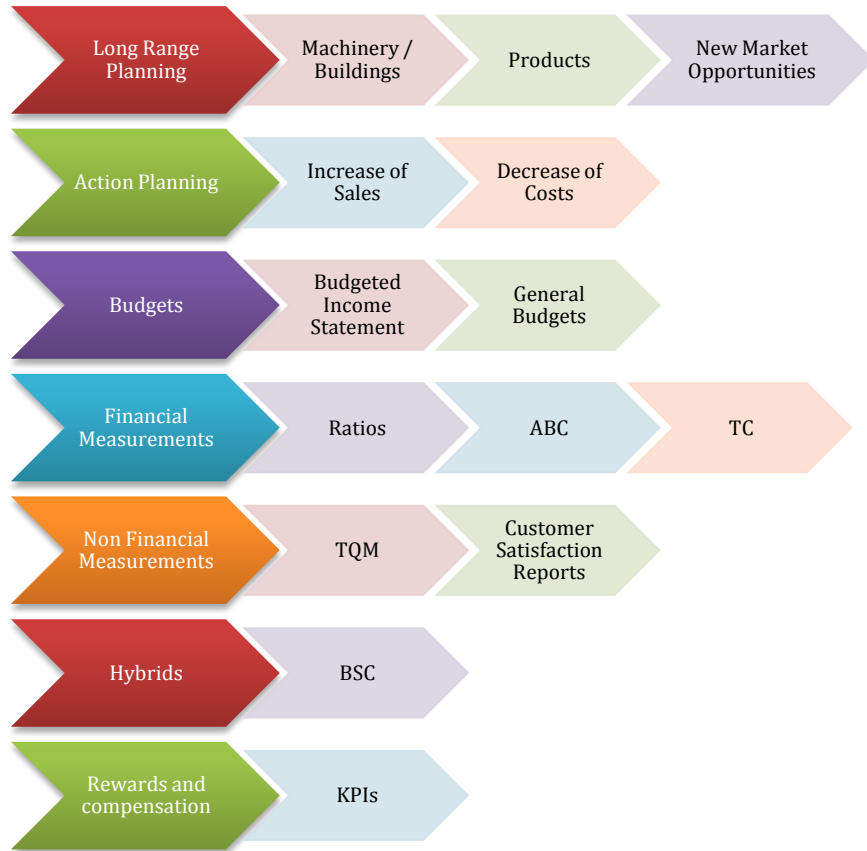 Long Range
Planning
Machinery /
Buildings
Products
New Market
Opportunities
Action Planning
Increase of
Sales
Decrease of
Costs
Budgets
Budgeted
Income
Statement
General
Budgets
Financial
Measurements
Ratios
ABC
TC
Non Financial
Measurements
TQM
Customer
Satisfaction
Reports
Hybrids
BSC
Rewards and
compensation
KPIs